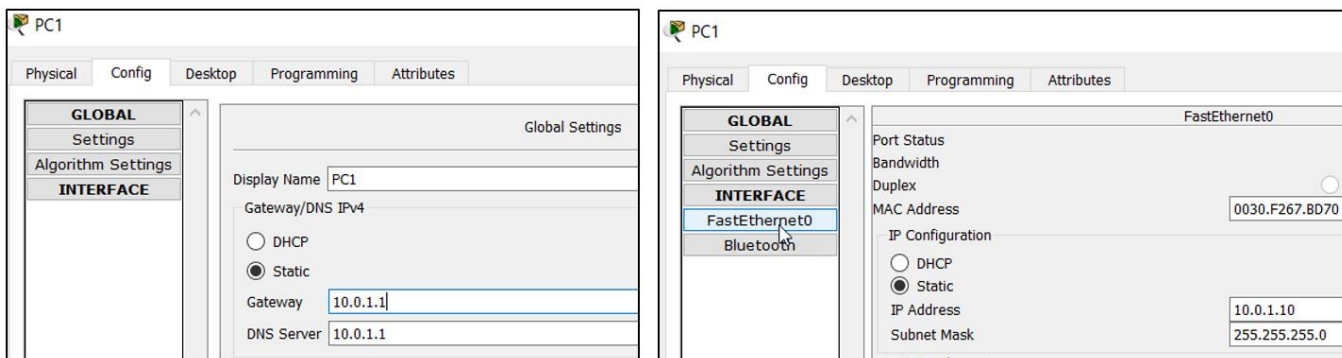 PC1
Physical Config Desktop Programming Attributes
GLOBAL
Settings
Algorithm Settings
INTERFACE
Global Settings
Display Name PC1
Gateway/DNS IPv4
DHCP
Static
Gateway 10.0.1.1
DNS Server 10.0.1.1
PC1
Physical Config Desktop Programming Attributes
GLOBAL
Settings
Algorithm Settings
INTERFACE
FastEthernet0
Bluetooth
FastEthernet0
Port Status
Bandwidth
Duplex
MAC Address 0030.F267.BD70
IP Configuration
DHCP
Static
IP Address 10.0.1.10
Subnet Mask 255.255.255.0